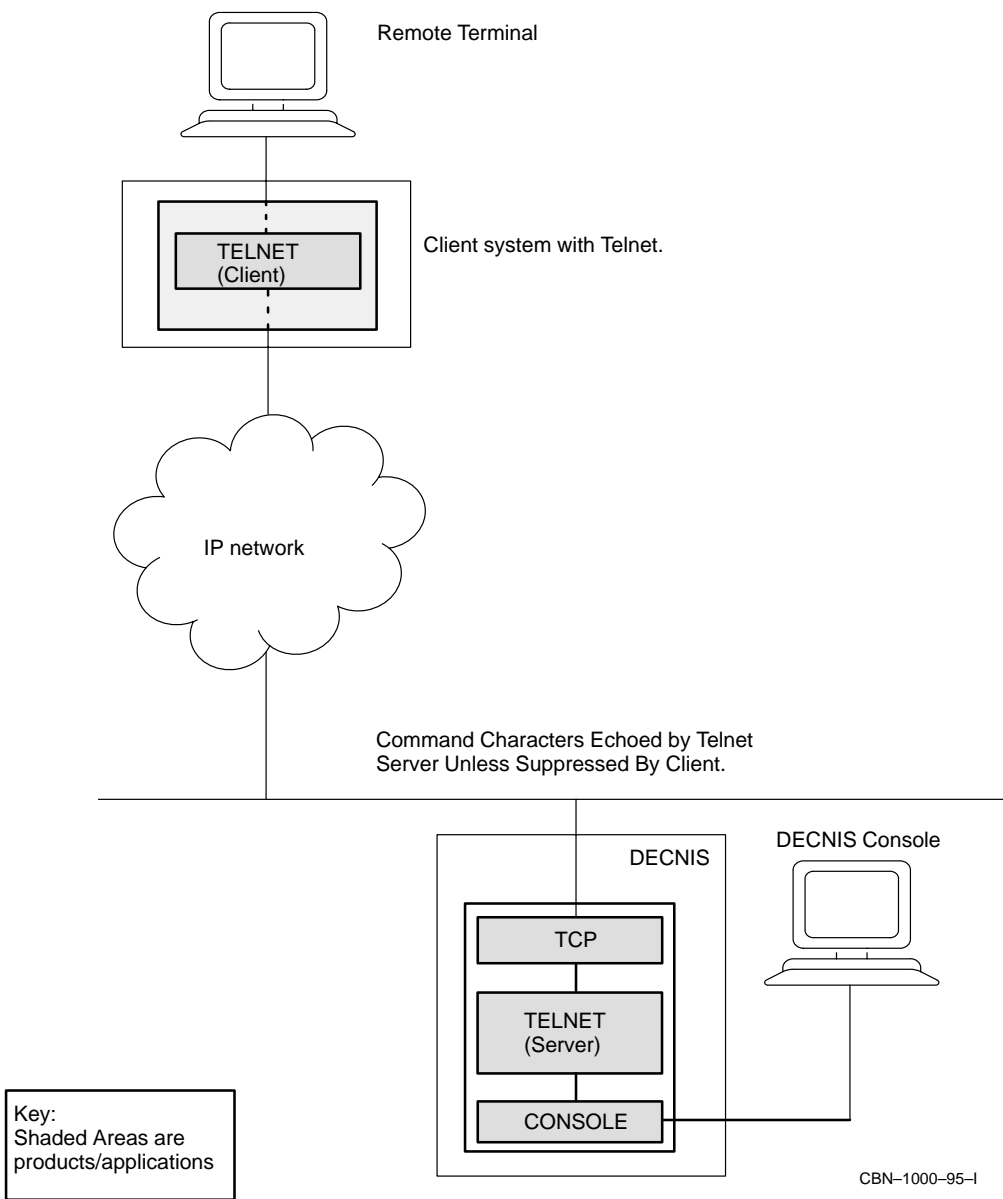 Remote Terminal
TELNET
(Client)
Client system with Telnet.
IP network
Command Characters Echoed by Telnet
Server Unless Suppressed By Client.
DECNIS
DECNIS Console
TCP
TELNET
(Server)
CONSOLE
Key:
Shaded Areas are
products/applications
CBN–1000–95–I